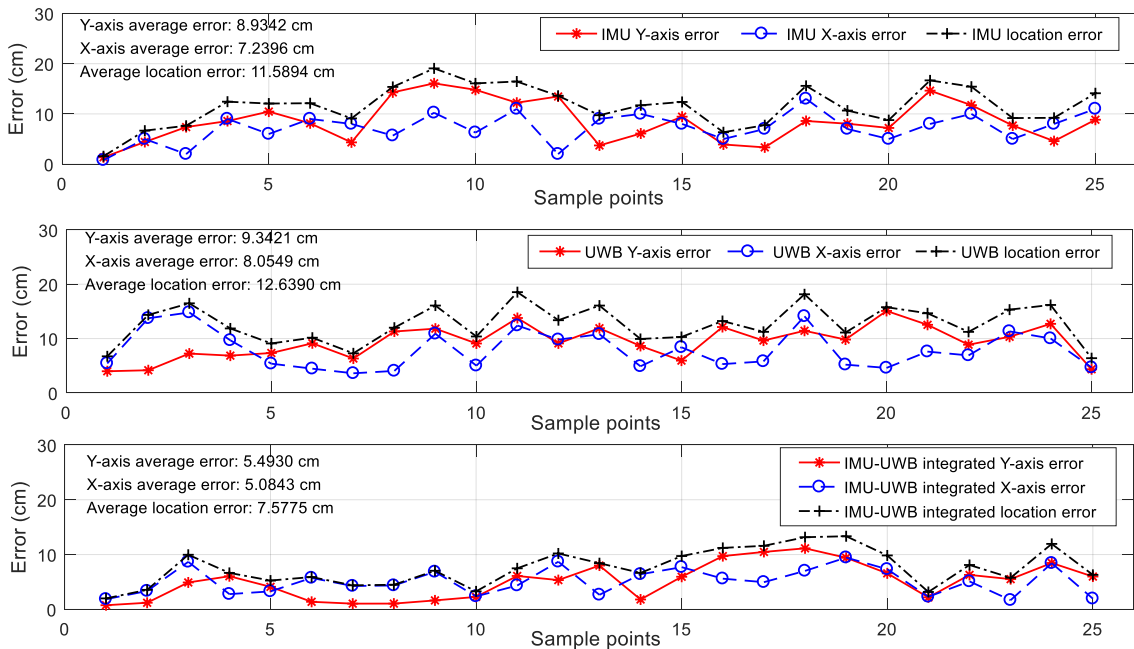 Y-axis average error: 8.9342 cm
X-axis average error: 7.2396 cm
Average location error: 11.5894 cm
IMU Y-axis error IMU X-axis error IMU location error
Error (cm)
30
20
10
0
0 5 10 15 20 25
Sample points
Y-axis average error: 9.3421 cm
X-axis average error: 8.0549 cm
Average location error: 12.6390 cm
UWB Y-axis error UWB X-axis error UWB location error
Error (cm)
30
20
10
0
0 5 10 15 20 25
Sample points
Y-axis average error: 5.4930 cm
X-axis average error: 5.0843 cm
Average location error: 7.5775 cm
IMU-UWB integrated Y-axis error
IMU-UWB integrated X-axis error
IMU-UWB integrated location error
Error (cm)
30
20
10
0
0 5 10 15 20 25
Sample points